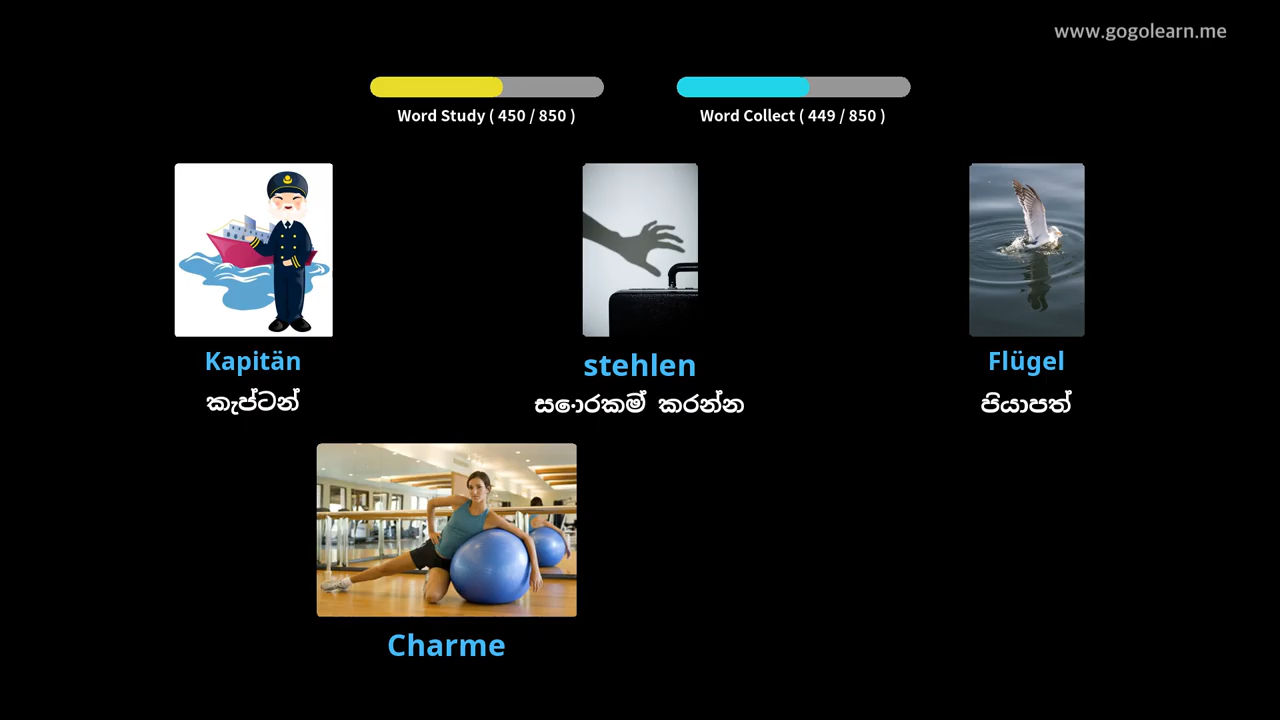 www.gogolearn.me
Word Study ( 450 / 850 )
Word Collect ( 449 / 850 )
Kapitän
stehlen
Flügel
කැප්ටන්
සොරකම් කරන්න
පියාපත්
Charme